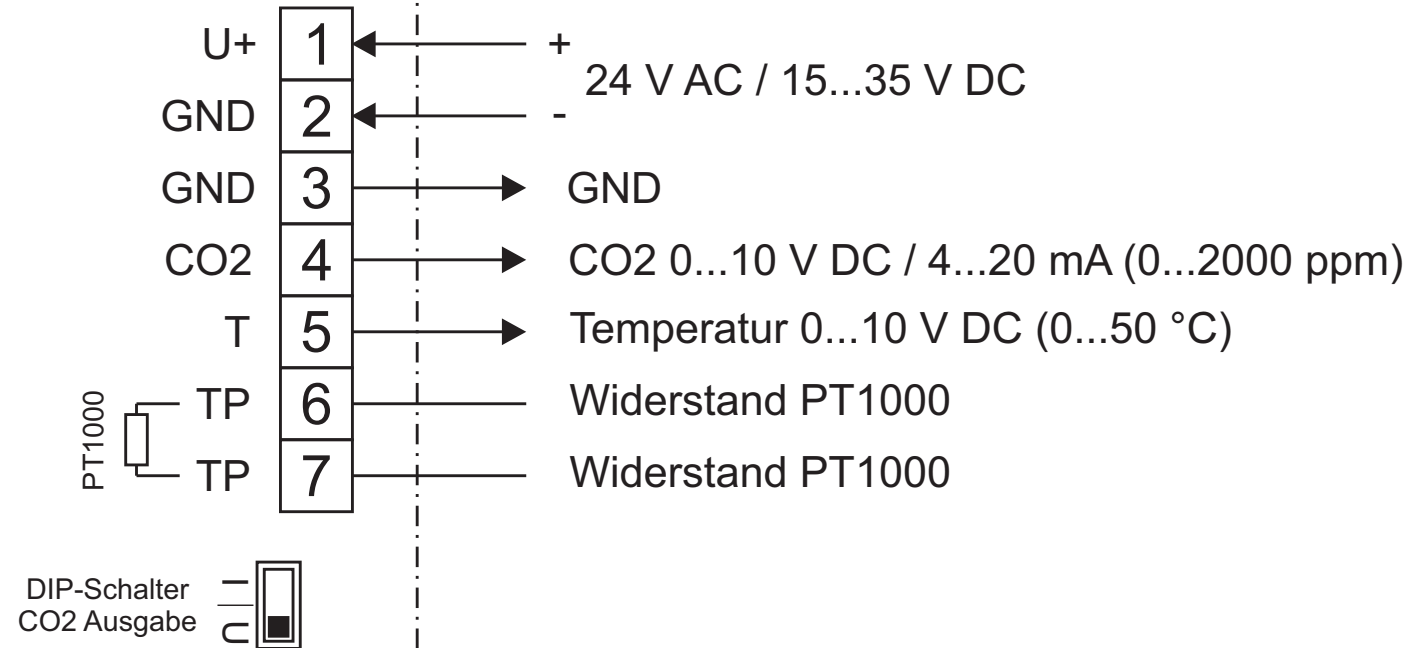 U+ 1 +
24 V AC / 15...35 V DC
GND 2 -
GND 3 GND
CO2 4 CO2 0...10 V DC / 4...20 mA (0...2000 ppm)
T 5 Temperatur 0...10 V DC (0...50 °C)
PT1000
TP 6 Widerstand PT1000
TP 7 Widerstand PT1000
DIP-Schalter I
CO2 Ausgabe U